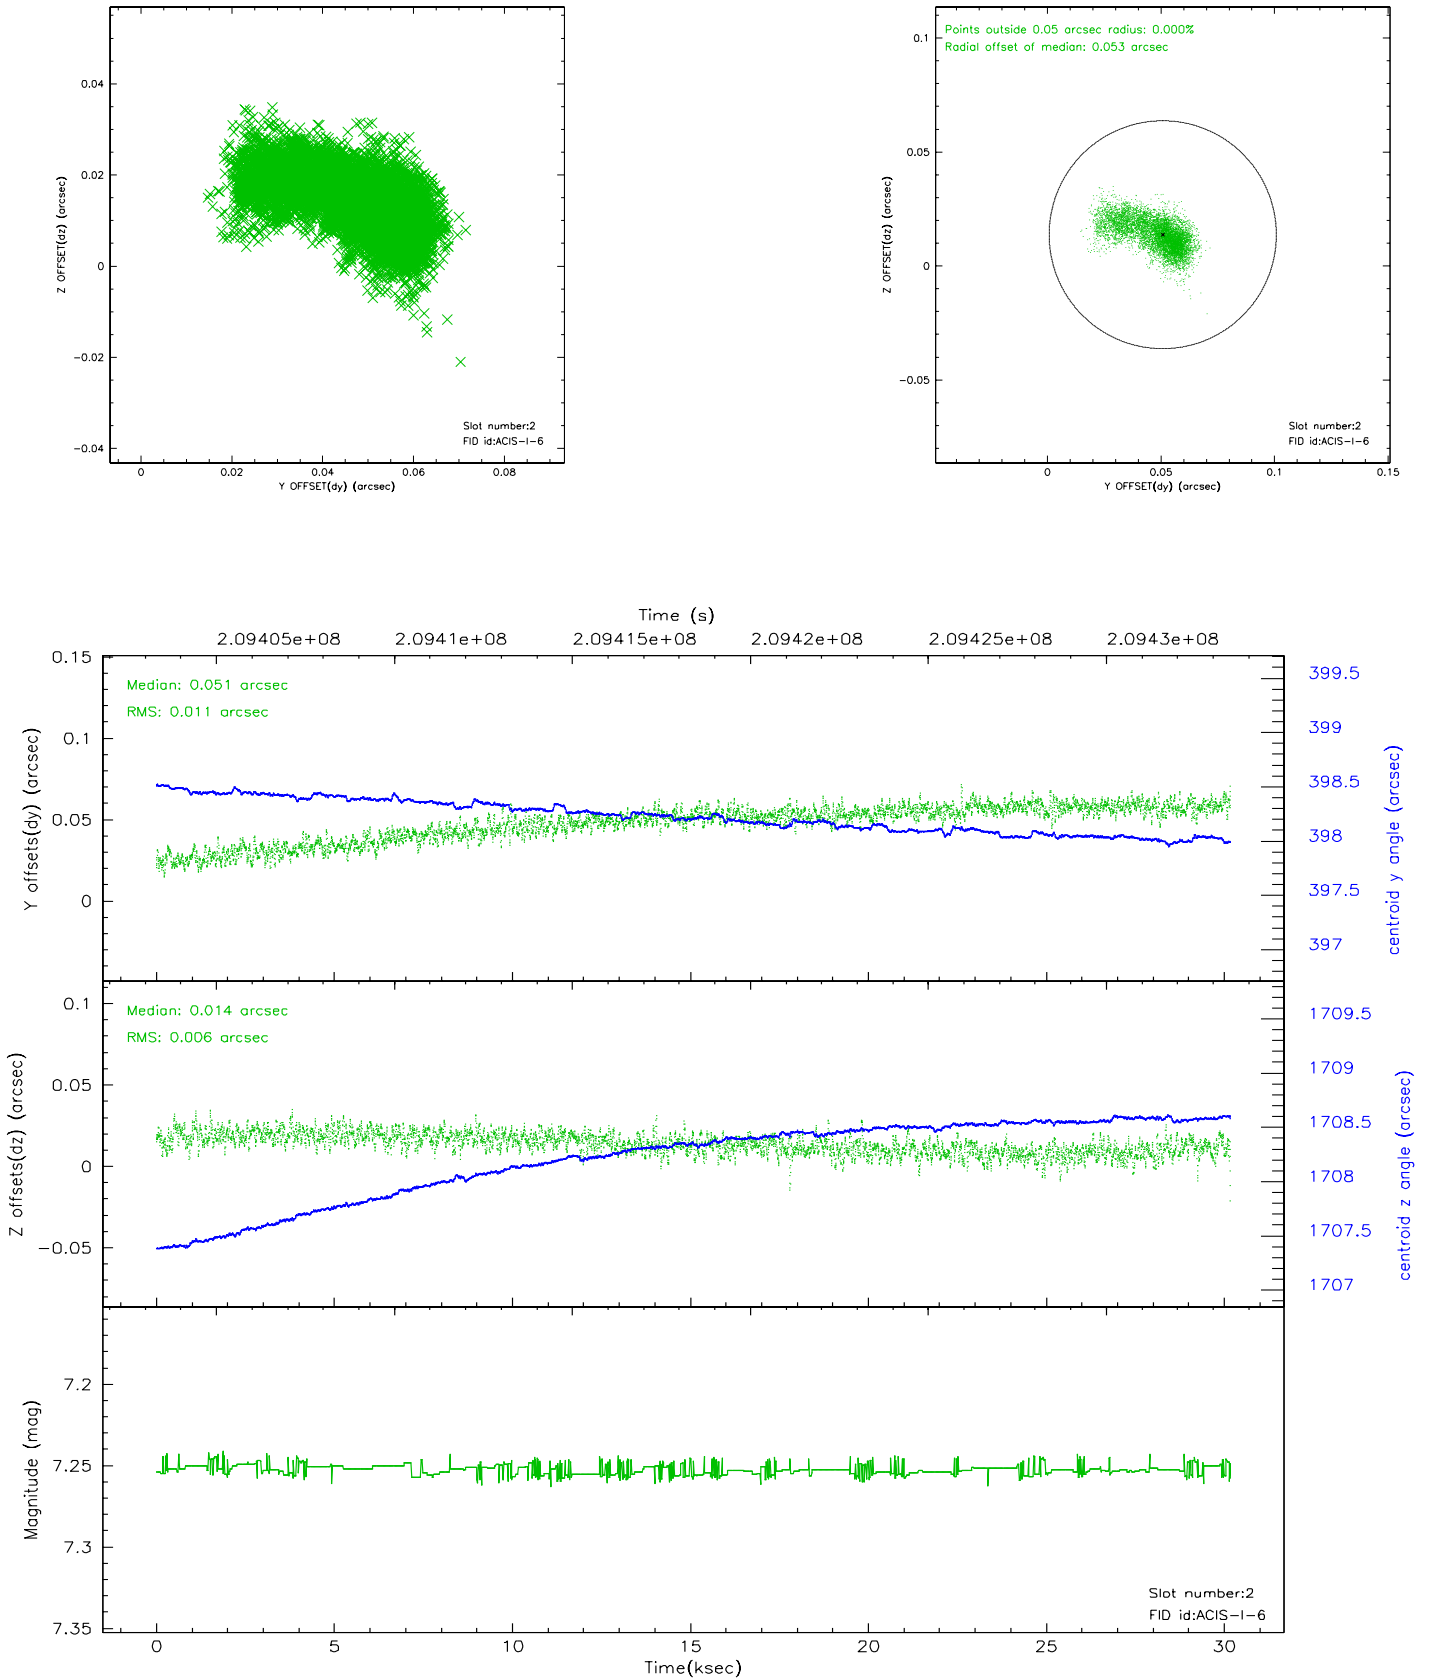 0.04
0.02
0
−0.02
−0.04
Z OFFSET(dz) (arcsec)
0
0.02
0.04
0.06
0.08
Y OFFSET(dy) (arcsec)
Slot number:2
FID id:ACIS−I−6
Points outside 0.05 arcsec radius: 0.000%
Radial offset of median: 0.053 arcsec
0.1
0.05
0
−0.05
Z OFFSET(dz) (arcsec)
0
0.05
0.1
0.15
Y OFFSET(dy) (arcsec)
Slot number:2
FID id:ACIS−I−6
Time (s)
2.09405e+08
2.0941e+08
2.09415e+08
2.0942e+08
2.09425e+08
2.0943e+08
Median: 0.051 arcsec
RMS: 0.011 arcsec
0.15
0.1
0.05
0
Y offsets(dy) (arcsec)
399.5
399
398.5
398
397.5
397
centroid y angle (arcsec)
Median: 0.014 arcsec
RMS: 0.006 arcsec
0.1
0.05
0
−0.05
Z offsets(dz) (arcsec)
1709.5
1709
1708.5
1708
1707.5
1707
centroid z angle (arcsec)
7.2
7.25
7.3
7.35
Magnitude (mag)
Slot number:2
FID id:ACIS−I−6
0
5
10
15
20
25
30
Time(ksec)